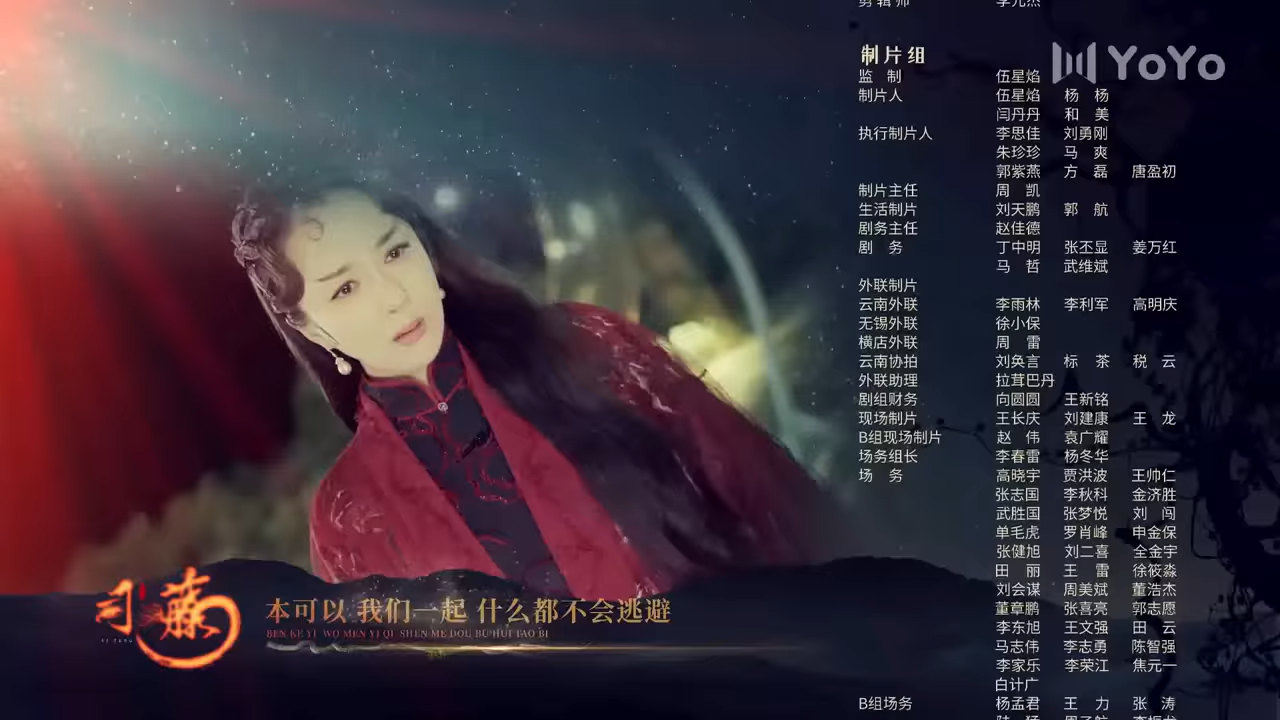 剪辑师 李光杰
YoYo
制片组
监 制 伍星焰
制片人 伍星焰 杨 杨
闫丹丹 和 美
执行制片人 李思佳 刘勇刚
朱珍珍 马 爽
郭紫燕 方 磊 唐盈初
制片主任 周 凯
生活制片 刘天鹏 郭 航
剧务主任 赵佳德
剧 务 丁中明 张丕显 姜万红
马 哲 武维斌
外联制片
云南外联 李雨林 李利军 高明庆
无锡外联 徐小保
横店外联 周 雷
云南协拍 刘奂言 标 茶 税 云
外联助理 拉茸巴丹
剧组财务 向圆圆 王新铭
现场制片 王长庆 刘建康 王 龙
B组现场制片 赵 伟 袁广耀
场务组长 李春雷 杨冬华
场 务 高晓宇 贾洪波 王帅仁
张志国 李秋科 金济胜
武胜国 张梦悦 刘 闯
单毛虎 罗肖峰 申金保
张健旭 刘二喜 全金宇
田 丽 王 雷 徐筱淼
刘会谋 周美斌 董浩杰
董章鹏 张喜亮 郭志愿
李东旭 王文强 田 云
马志伟 李志勇 陈智强
李家乐 李荣江 焦元一
白计广
B组场务 杨孟君 王 力 张 涛
司藤
SI TENG
本可以 我们一起 什么都不会逃避
BEN KE YI WO MEN YI QI SHEN ME DOU BU HUI TAO BI